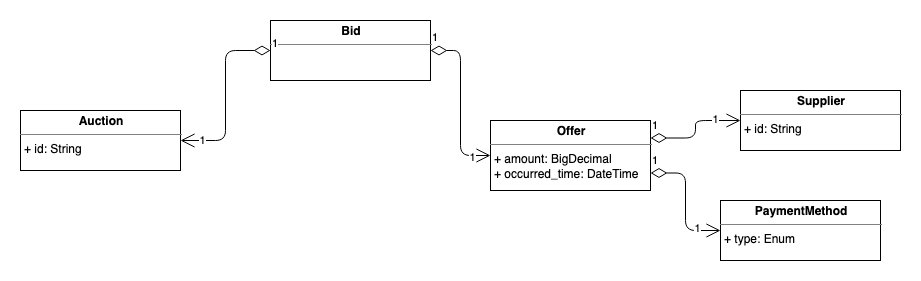 Bid
1
1
1
Auction
+ id: String
1
Offer
+ amount: BigDecimal
+ occurred_time: DateTime
1
1
1
Supplier
+ id: String
1
PaymentMethod
+ type: Enum
1